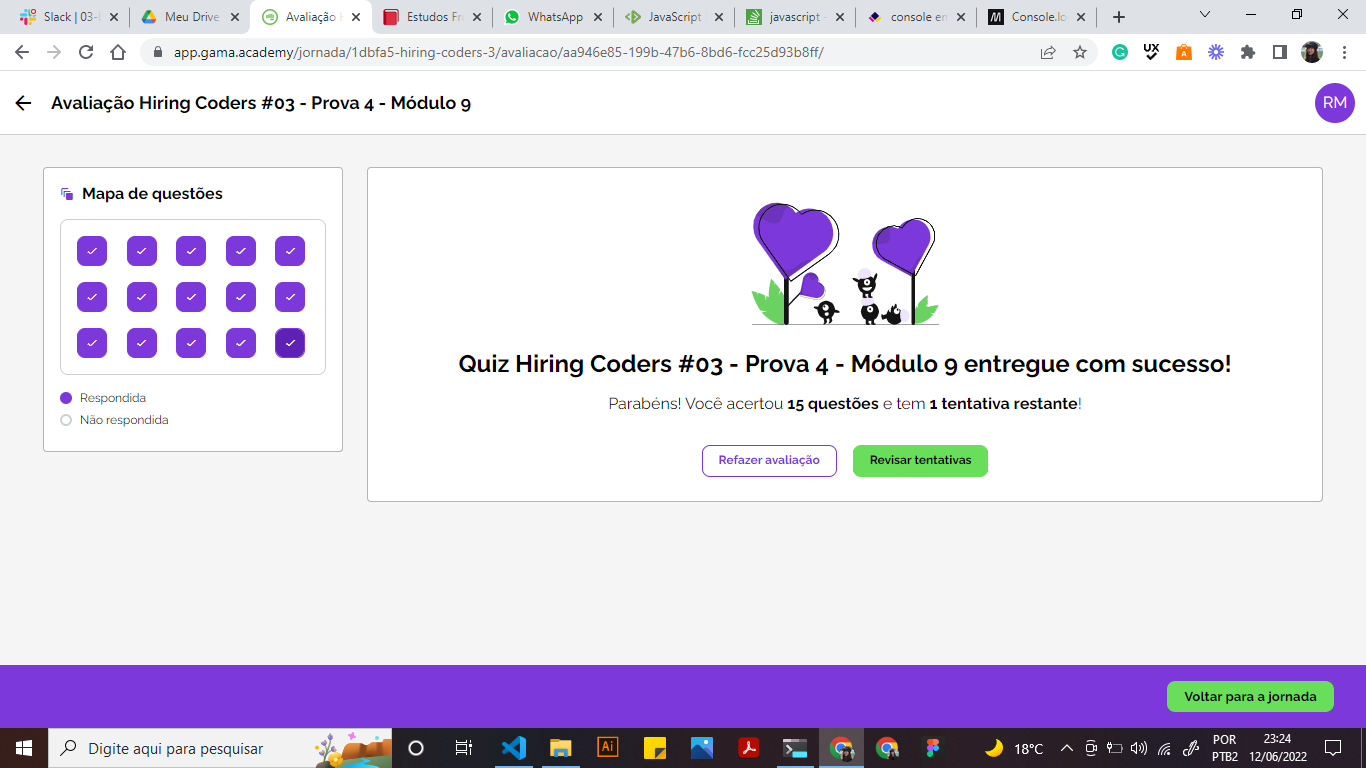 Slack | 03-
Meu Drive
Avaliação
Estudos Fr
WhatsApp
JavaScript
javascript -
console en
Console.lo
app.gama.academy/jornada/1dbfa5-hiring-coders-3/avaliacao/aa946e85-199b-47b6-8bd6-fcc25d93b8ff/
UX
Avaliação Hiring Coders #03 - Prova 4 - Módulo 9
RM
Mapa de questões
Respondida
Não respondida
Quiz Hiring Coders #03 - Prova 4 - Módulo 9 entregue com sucesso!
Parabéns! Você acertou 15 questões e tem 1 tentativa restante!
Refazer avaliação
Revisar tentativas
Voltar para a jornada
Digite aqui para pesquisar
Ai
18°C
POR
PTB2
23:24
12/06/2022